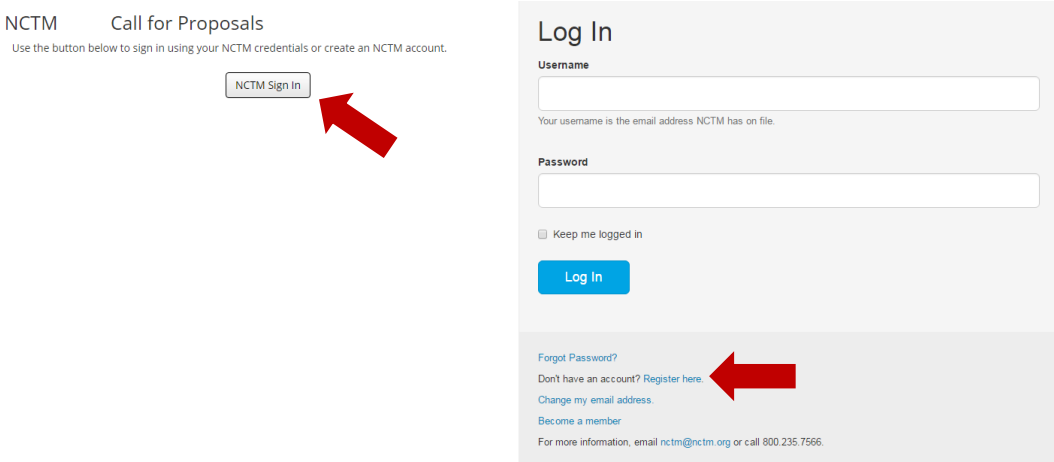 NCTM Call for Proposals
Use the button below to sign in using your NCTM credentials or create an NCTM account.
NCTM Sign In
Log In
Username
Your username is the email address NCTM has on file.
Password
Keep me logged in
Log In
Forgot Password?
Don't have an account? Register here.
Change my email address.
Become a member
For more information, email nctm@nctm.org or call 800.235.7566.